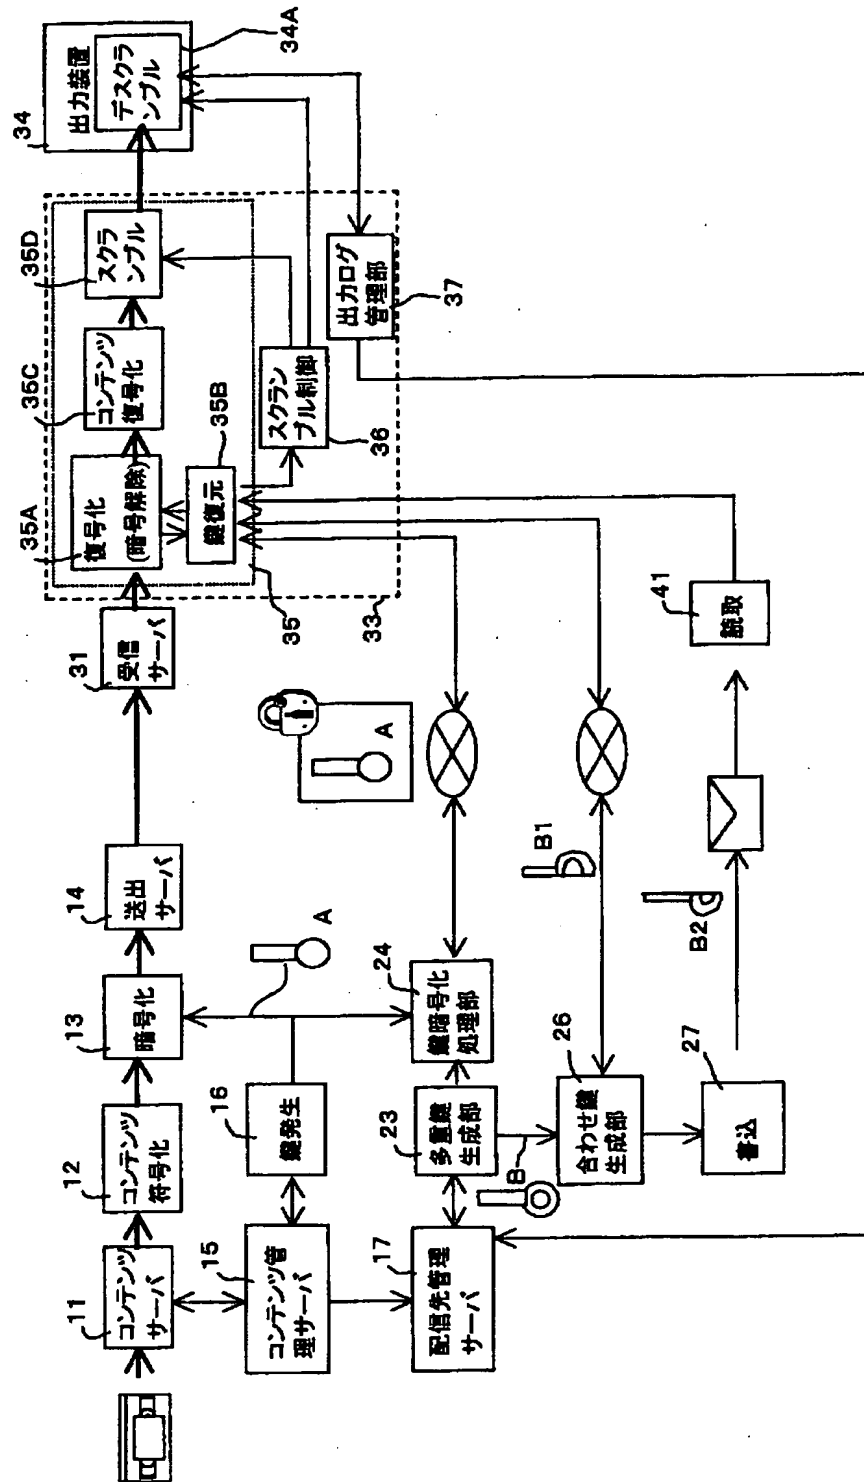 11
コンテンツ
サーバ
12
コンテンツ
符号化
13
暗号化
14
送出
サーバ
31
受信
サーバ
35A
復号化
(暗号解除)
35C
コンテンツ
復号化
35D
スクラ
ンブル
34
出力装置
デスクラ
ンブル
34A
35B
鍵復元
35
33
スクラン
ブル制御
36
出力ログ
管理部
37
15
コンテンツ管
理サーバ
16
鍵発生
A
A
17
配信先管理
サーバ
23
多重鍵
生成部
24
鍵暗号化
処理部
B
26
合わせ鍵
生成部
B1
27
書込
B2
41
読取